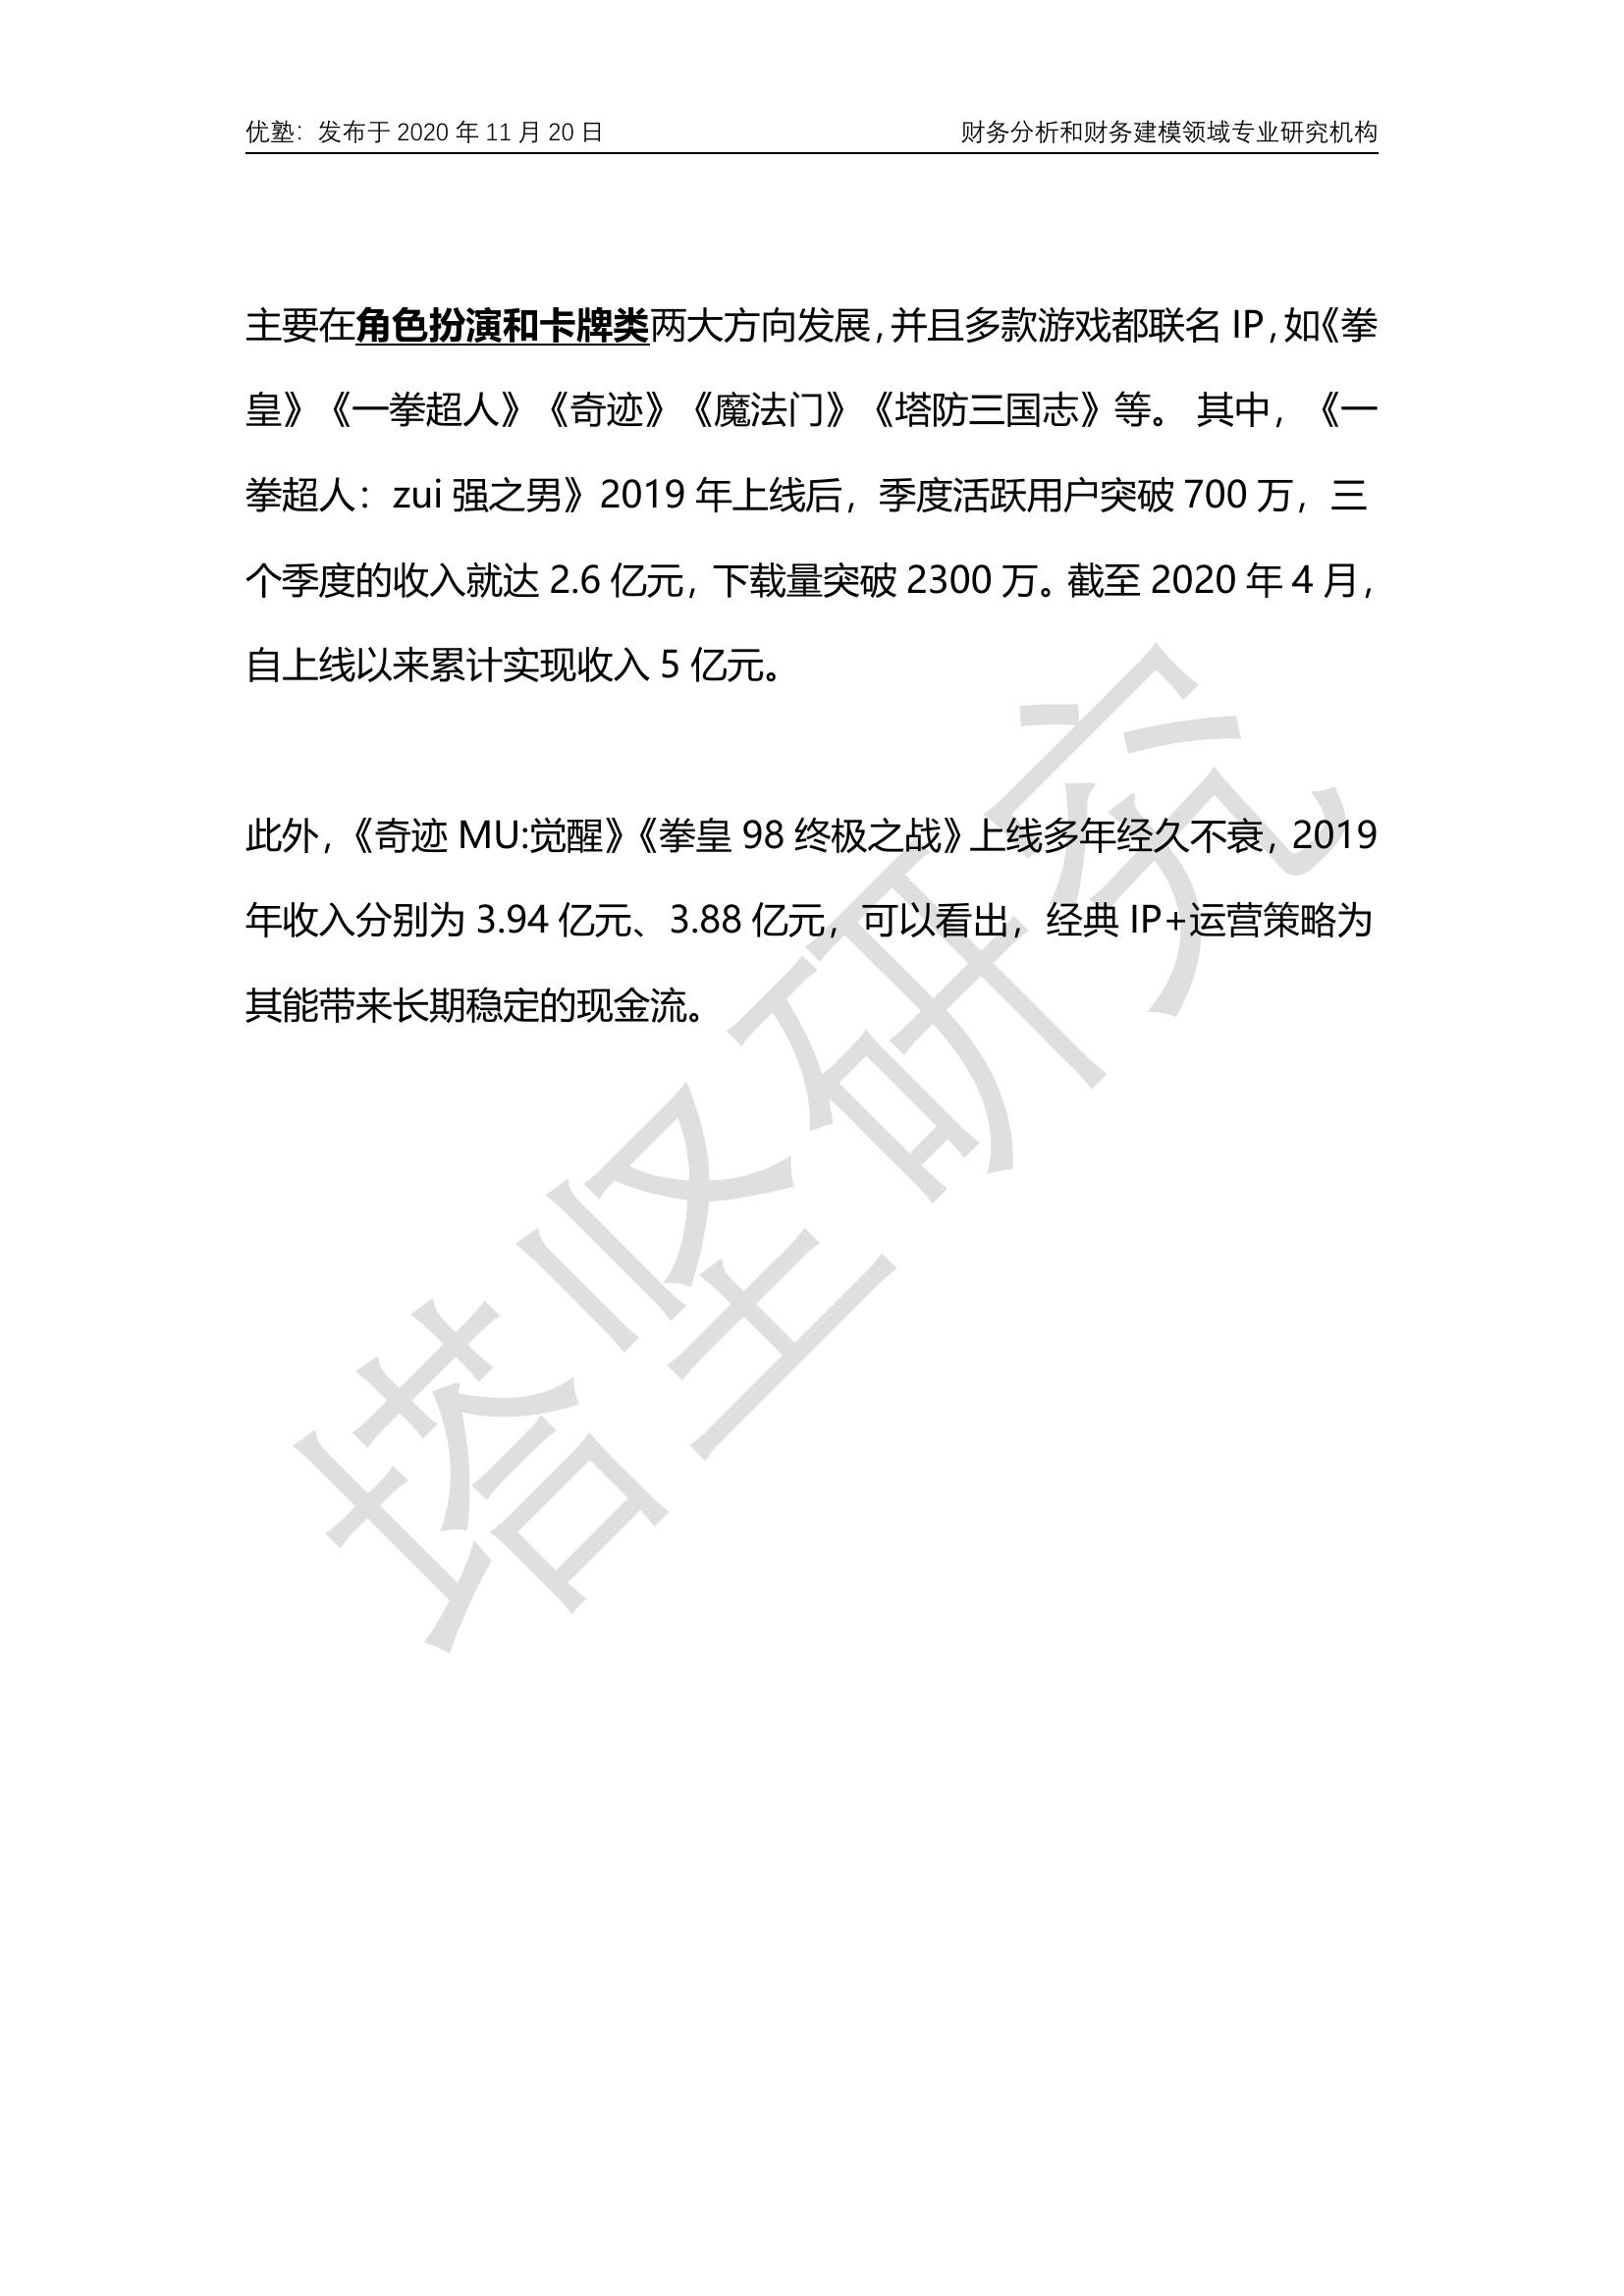 优塾：发布于 2020 年 11 月 20 日 财务分析和财务建模领域专业研究机构
主要在角色扮演和卡牌类两大方向发展，并且多款游戏都联名 IP，如《拳
皇》《一拳超人》《奇迹》《魔法门》《塔防三国志》等。 其中，《一
拳超人：zui 强之男》2019 年上线后，季度活跃用户突破 700 万，三
个季度的收入就达 2.6 亿元，下载量突破 2300 万。截至 2020 年 4 月，
自上线以来累计实现收入 5 亿元。
此外，《奇迹 MU:觉醒》《拳皇 98 终极之战》上线多年经久不衰，2019
年收入分别为 3.94 亿元、3.88 亿元，可以看出，经典 IP+运营策略为
其能带来长期稳定的现金流。
塔坚研究